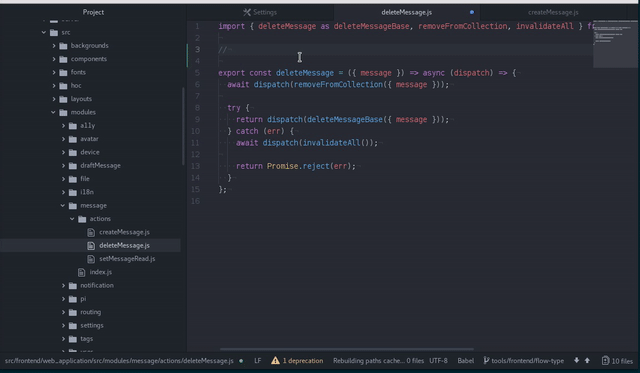 Project
Settings
deleteMessage.js
createMessage.js
src
backgrounds
components
fonts
hoc
layouts
modules
a11y
avatar
device
draftMessage
file
i18n
message
actions
createMessage.js
deleteMessage.js
setMessageRead.js
index.js
notification
pi
routing
settings
tags
1 import { deleteMessage as deleteMessageBase, removeFromCollection, invalidateAll } f
2
3 //
4
5 export const deleteMessage = ({ message }) => async (dispatch) => {
6 await dispatch(removeFromCollection({ message }));
7
8 try {
9 return dispatch(deleteMessageBase({ message }));
10 } catch (err) {
11 await dispatch(invalidateAll());
12
13 return Promise.reject(err);
14 }
15 };
16
src/frontend/web_application/src/modules/message/actions/deleteMessage.js LF 1 deprecation Rebuilding paths cache... 0 files UTF-8 Babel tools/frontend/flow-type 10 files